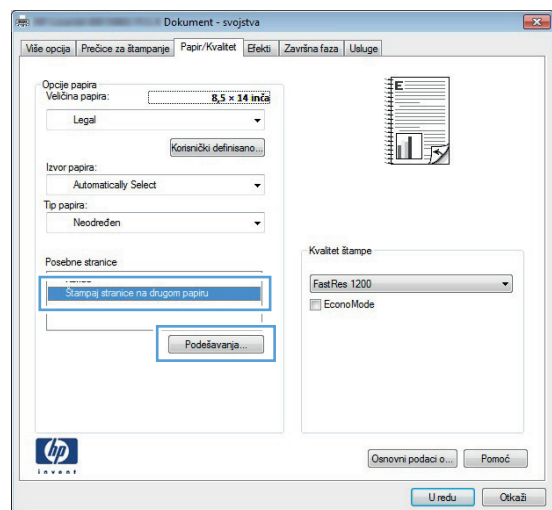 Dokument - svojstva
Više opcija Prečice za štampanje Papir/Kvalitet Efekti Završna faza Usluge
Opcije papira
Veličina papira: 8,5 × 14 inča
Legal
Korisnički definisano...
Izvor papira:
Automatically Select
Tip papira:
Neodređen
Posebne stranice
Štampaj stranice na drugom papiru
Podešavanja...
E
Kvalitet štampe
FastRes 1200
EconoMode
hp
invent
Osnovni podaci o... Pomoć
U redu Otkaži